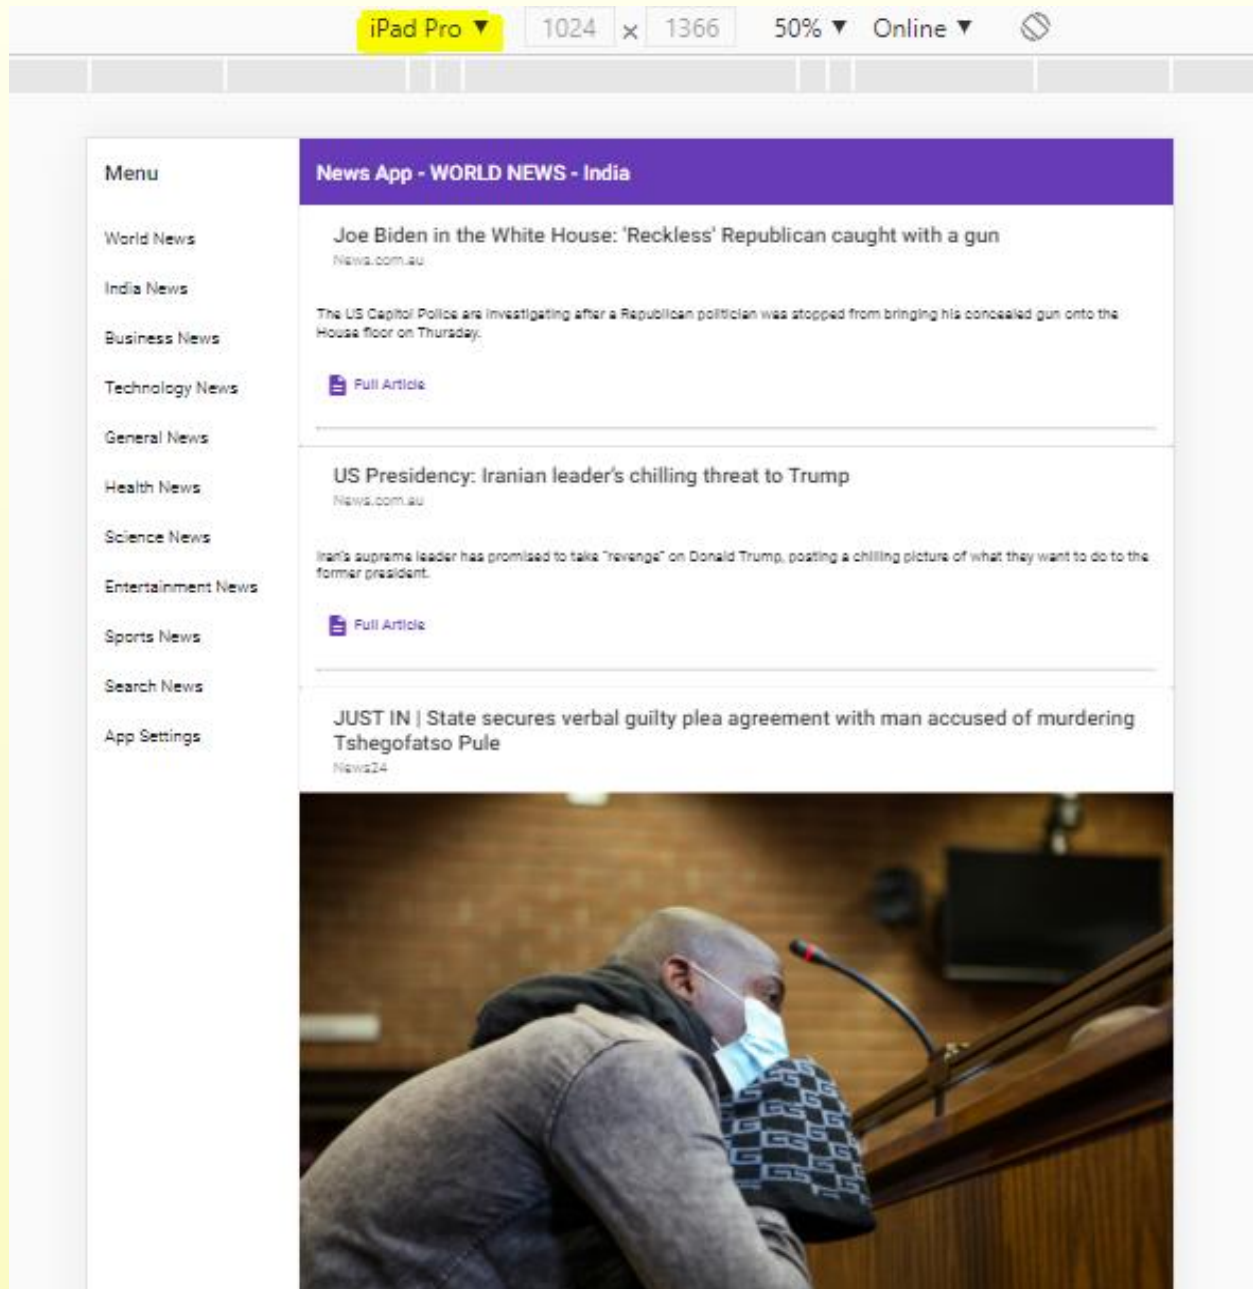 iPad Pro ▼ 1024 × 1366 50% ▼ Online ▼
Menu
World News
India News
Business News
Technology News
General News
Health News
Science News
Entertainment News
Sports News
Search News
App Settings
News App - WORLD NEWS - India
Joe Biden in the White House: 'Reckless' Republican caught with a gun
News.com.au
The US Capitol Police are investigating after a Republican politician was stopped from bringing his concealed gun onto the
House floor on Thursday.
Full Article
US Presidency: Iranian leader's chilling threat to Trump
News.com.au
Iran's supreme leader has promised to take "revenge" on Donald Trump, posting a chilling picture of what they want to do to the
former president.
Full Article
JUST IN | State secures verbal guilty plea agreement with man accused of murdering
Tshegofatso Pule
News24